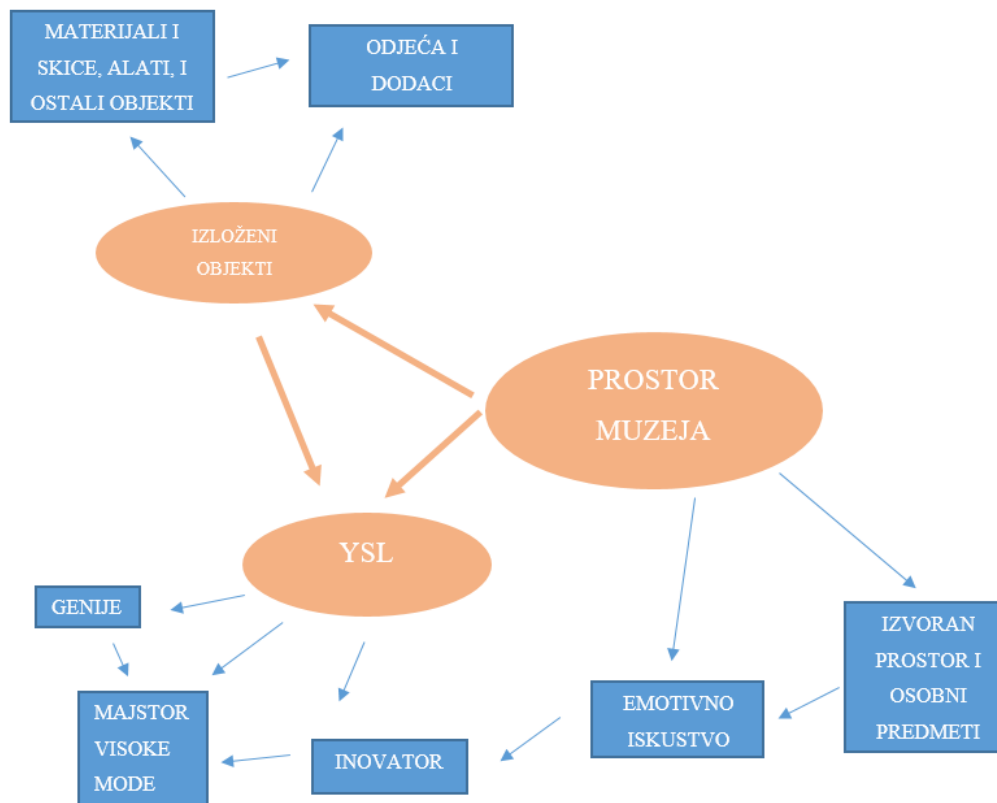 MATERIJALI I
SKICE, ALATI, I
OSTALI OBJEKTI
ODJEĆA I
DODACI
IZLOŽENI
OBJEKTI
PROSTOR
MUZEJA
YSL
GENIJE
MAJSTOR
VISOKE
MODE
INOVATOR
EMOTIVNO
ISKUSTVO
IZVORAN
PROSTOR I
OSOBNI
PREDMETI